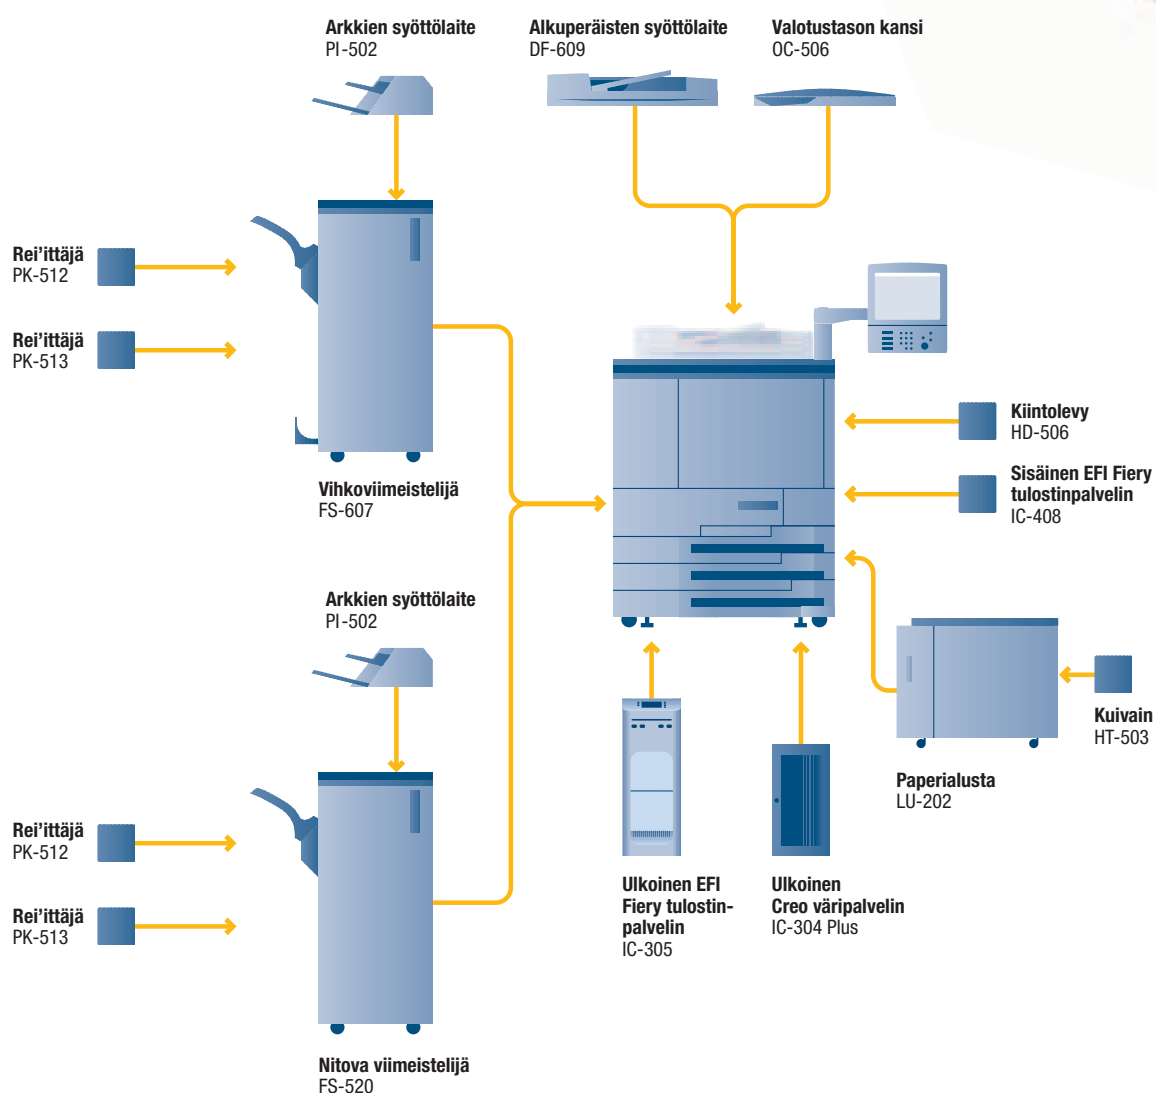 Arkkien syöttölaite
PI-502
Alkuperäisten syöttölaite
DF-609
Valotustason kansi
OC-506
Rei’ittäjä
PK-512
Rei’ittäjä
PK-513
Vihkoviimeistelijä
FS-607
Kiintolevy
HD-506
Sisäinen EFI Fiery
tulostinpalvelin
IC-408
Arkkien syöttölaite
PI-502
Kuivain
HT-503
Paperialusta
LU-202
Rei’ittäjä
PK-512
Rei’ittäjä
PK-513
Ulkoinen EFI
Fiery tulostin-
palvelin
IC-305
Ulkoinen
Creo väripalvelin
IC-304 Plus
Nitova viimeistelijä
FS-520